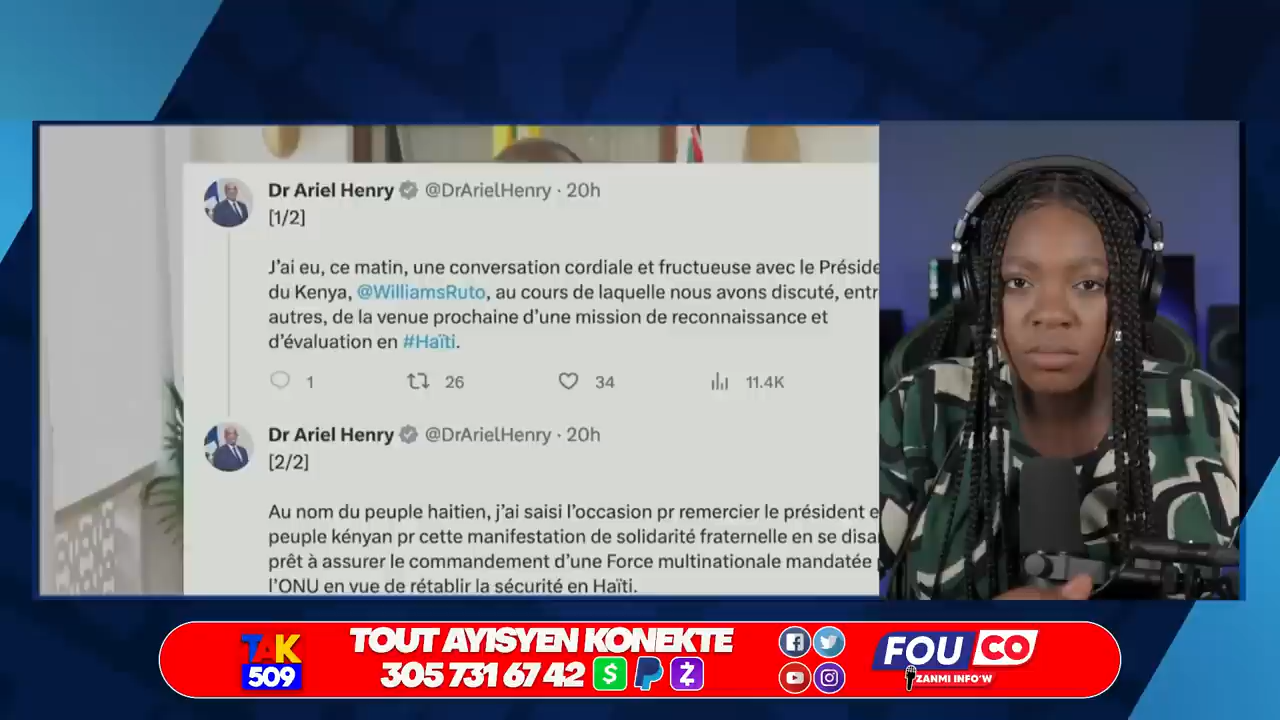 Dr Ariel Henry @DrArielHenry · 20h
[1/2]
J'ai eu, ce matin, une conversation cordiale et fructueuse avec le Préside
du Kenya, @WilliamsRuto, au cours de laquelle nous avons discuté, entr
autres, de la venue prochaine d'une mission de reconnaissance et
d'évaluation en #Haïti.
1 26 34 11.4K
Dr Ariel Henry @DrArielHenry · 20h
[2/2]
Au nom du peuple haitien, j'ai saisi l'occasion pr remercier le président e
peuple kényan pr cette manifestation de solidarité fraternelle en se disa
prêt à assurer le commandement d'une Force multinationale mandatée
l'ONU en vue de rétablir la sécurité en Haïti.
TAK
509
TOUT AYISYEN KONEKTE
305 731 67 42
FOUCO
ZANMI INFO'W